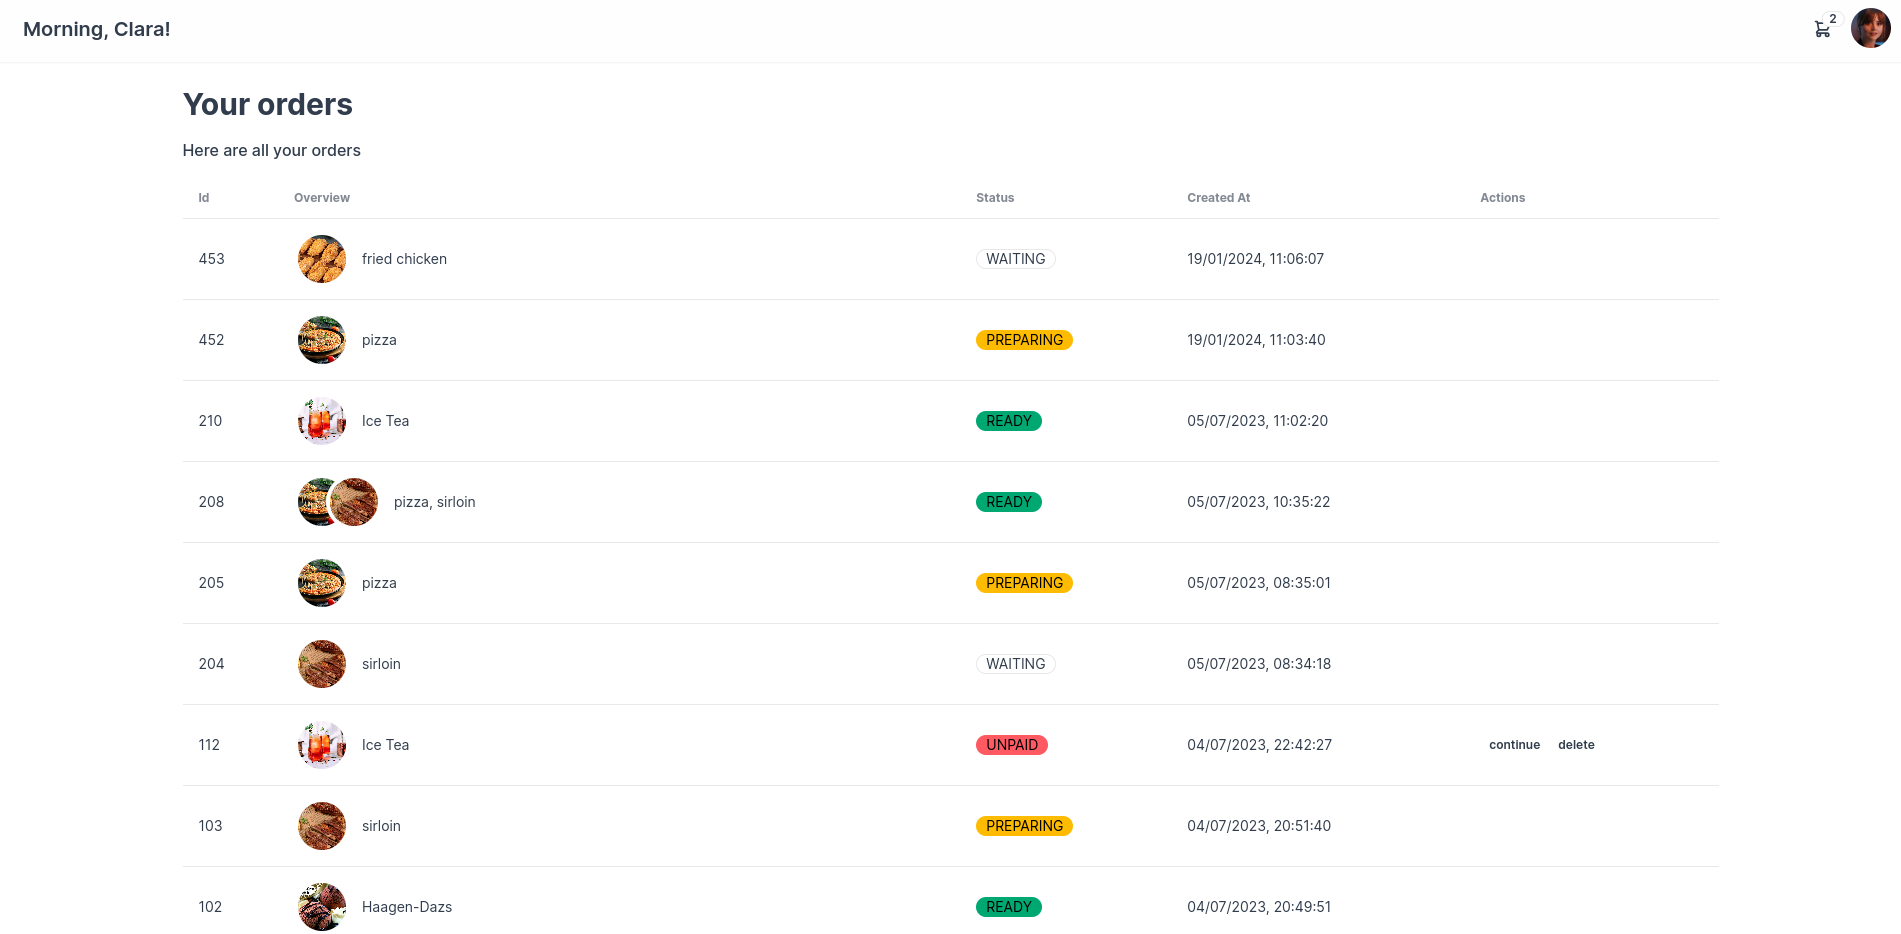 Morning, Clara!
2
Your orders
Here are all your orders
Id Overview Status Created At Actions
453 fried chicken WAITING 19/01/2024, 11:06:07
452 pizza PREPARING 19/01/2024, 11:03:40
210 Ice Tea READY 05/07/2023, 11:02:20
208 pizza, sirloin READY 05/07/2023, 10:35:22
205 pizza PREPARING 05/07/2023, 08:35:01
204 sirloin WAITING 05/07/2023, 08:34:18
112 Ice Tea UNPAID 04/07/2023, 22:42:27 continue delete
103 sirloin PREPARING 04/07/2023, 20:51:40
102 Haagen-Dazs READY 04/07/2023, 20:49:51